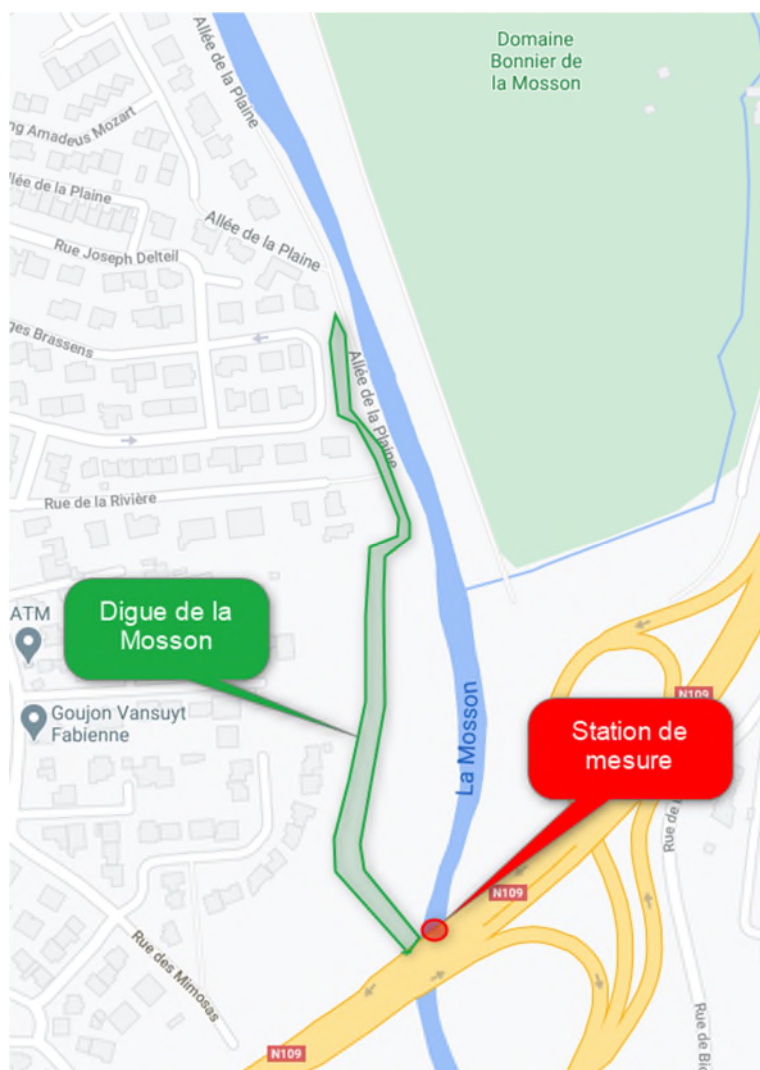 Allée de la Plaine
Domaine
Bonnier de
la Mosson
ng Amadeus Mozart
llée de la Plaine
Allée de la Plaine
Rue Joseph Delteil
ges Brassens
Allée de la Plaine
Rue de la Rivière
ATM
Digue de la
Mosson
Goujon Vansuyt
Fabienne
La Mosson
N109
Station de
mesure
N109
Rue des Mimosas
N109